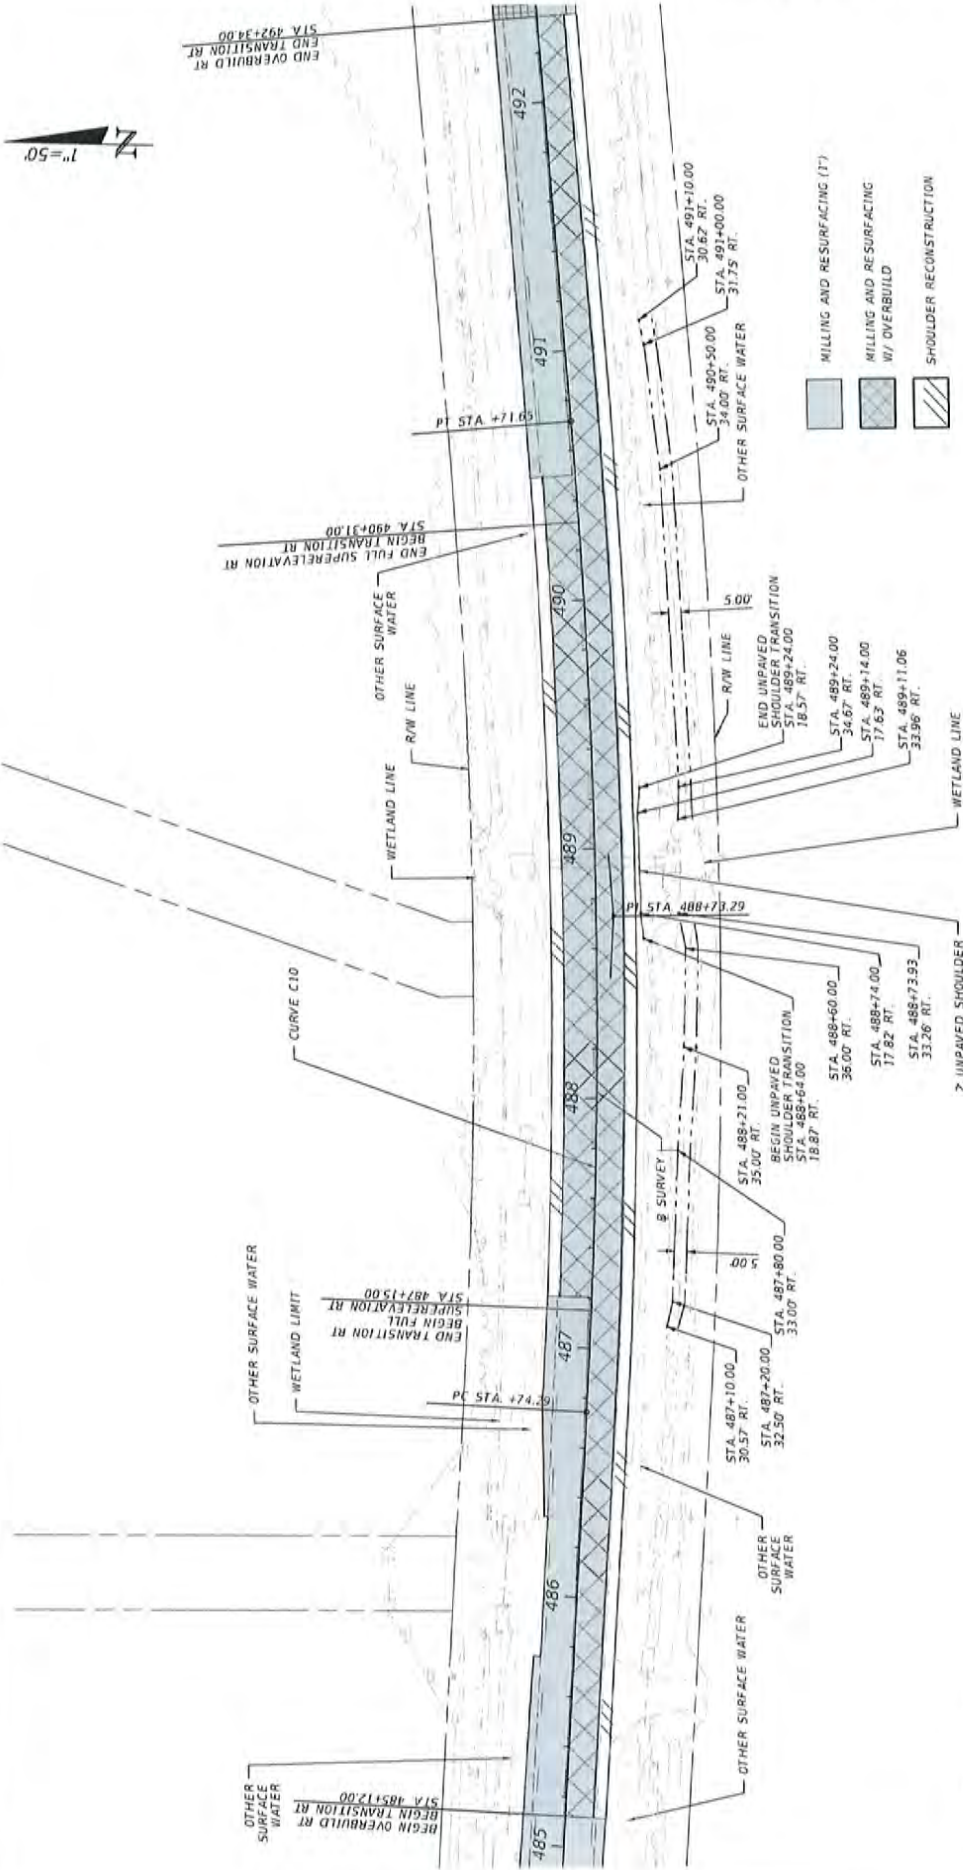 1"=50'
N
STA. 492+34.00
END TRANSITION RT
END OVERBUILD RT
492
491
490
489
488
487
486
485
PT STA. +71.65
STA. 490+31.00
BEGIN TRANSITION RT
END FULL SUPERELEVATION RT
OTHER SURFACE
WATER
R/W LINE
WETLAND LINE
CURVE C10
OTHER SURFACE WATER
WETLAND LIMIT
STA. 487+15.00
SUPERELEVATION RT
BEGIN FULL
END TRANSITION RT
PC STA. +74.29
OTHER
SURFACE
WATER
STA. 485+12.00
BEGIN TRANSITION RT
BEGIN OVERBUILD RT
STA. 491+10.00
30.62' RT.
STA. 491+00.00
31.75' RT.
STA. 490+50.00
34.00' RT.
OTHER SURFACE WATER
5.00'
R/W LINE
END UNPAVED
SHOULDER TRANSITION
STA. 489+24.00
18.57' RT.
STA. 489+24.00
34.67' RT.
STA. 489+14.00
17.63' RT.
STA. 489+11.06
33.96' RT.
WETLAND LINE
PI STA. 488+73.29
2' UNPAVED SHOULDER
STA. 488+73.93
33.26' RT.
STA. 488+74.00
17.82' RT.
STA. 488+60.00
36.00' RT.
BEGIN UNPAVED
SHOULDER TRANSITION
STA. 488+64.00
18.87' RT.
STA. 488+21.00
35.00' RT.
SURVEY
5.00'
STA. 487+80.00
33.00' RT.
STA. 487+20.00
32.50' RT.
STA. 487+10.00
30.57' RT.
OTHER
SURFACE
WATER
OTHER SURFACE WATER
MILLING AND RESURFACING (1")
MILLING AND RESURFACING
W/ OVERBUILD
SHOULDER RECONSTRUCTION